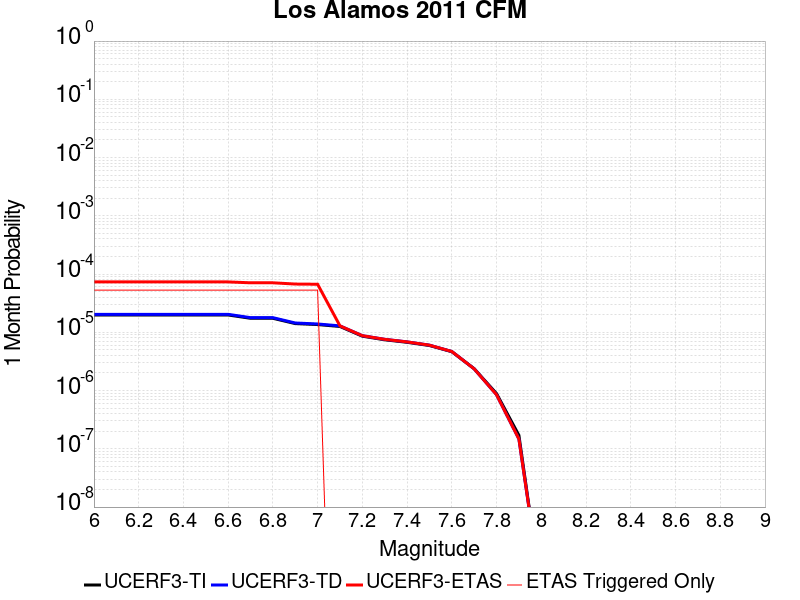 Los Alamos 2011 CFM
10^0
10^-1
10^-2
10^-3
10^-4
10^-5
10^-6
10^-7
10^-8
1 Month Probability
6 6.2 6.4 6.6 6.8 7 7.2 7.4 7.6 7.8 8 8.2 8.4 8.6 8.8 9
Magnitude
UCERF3-TI UCERF3-TD UCERF3-ETAS ETAS Triggered Only